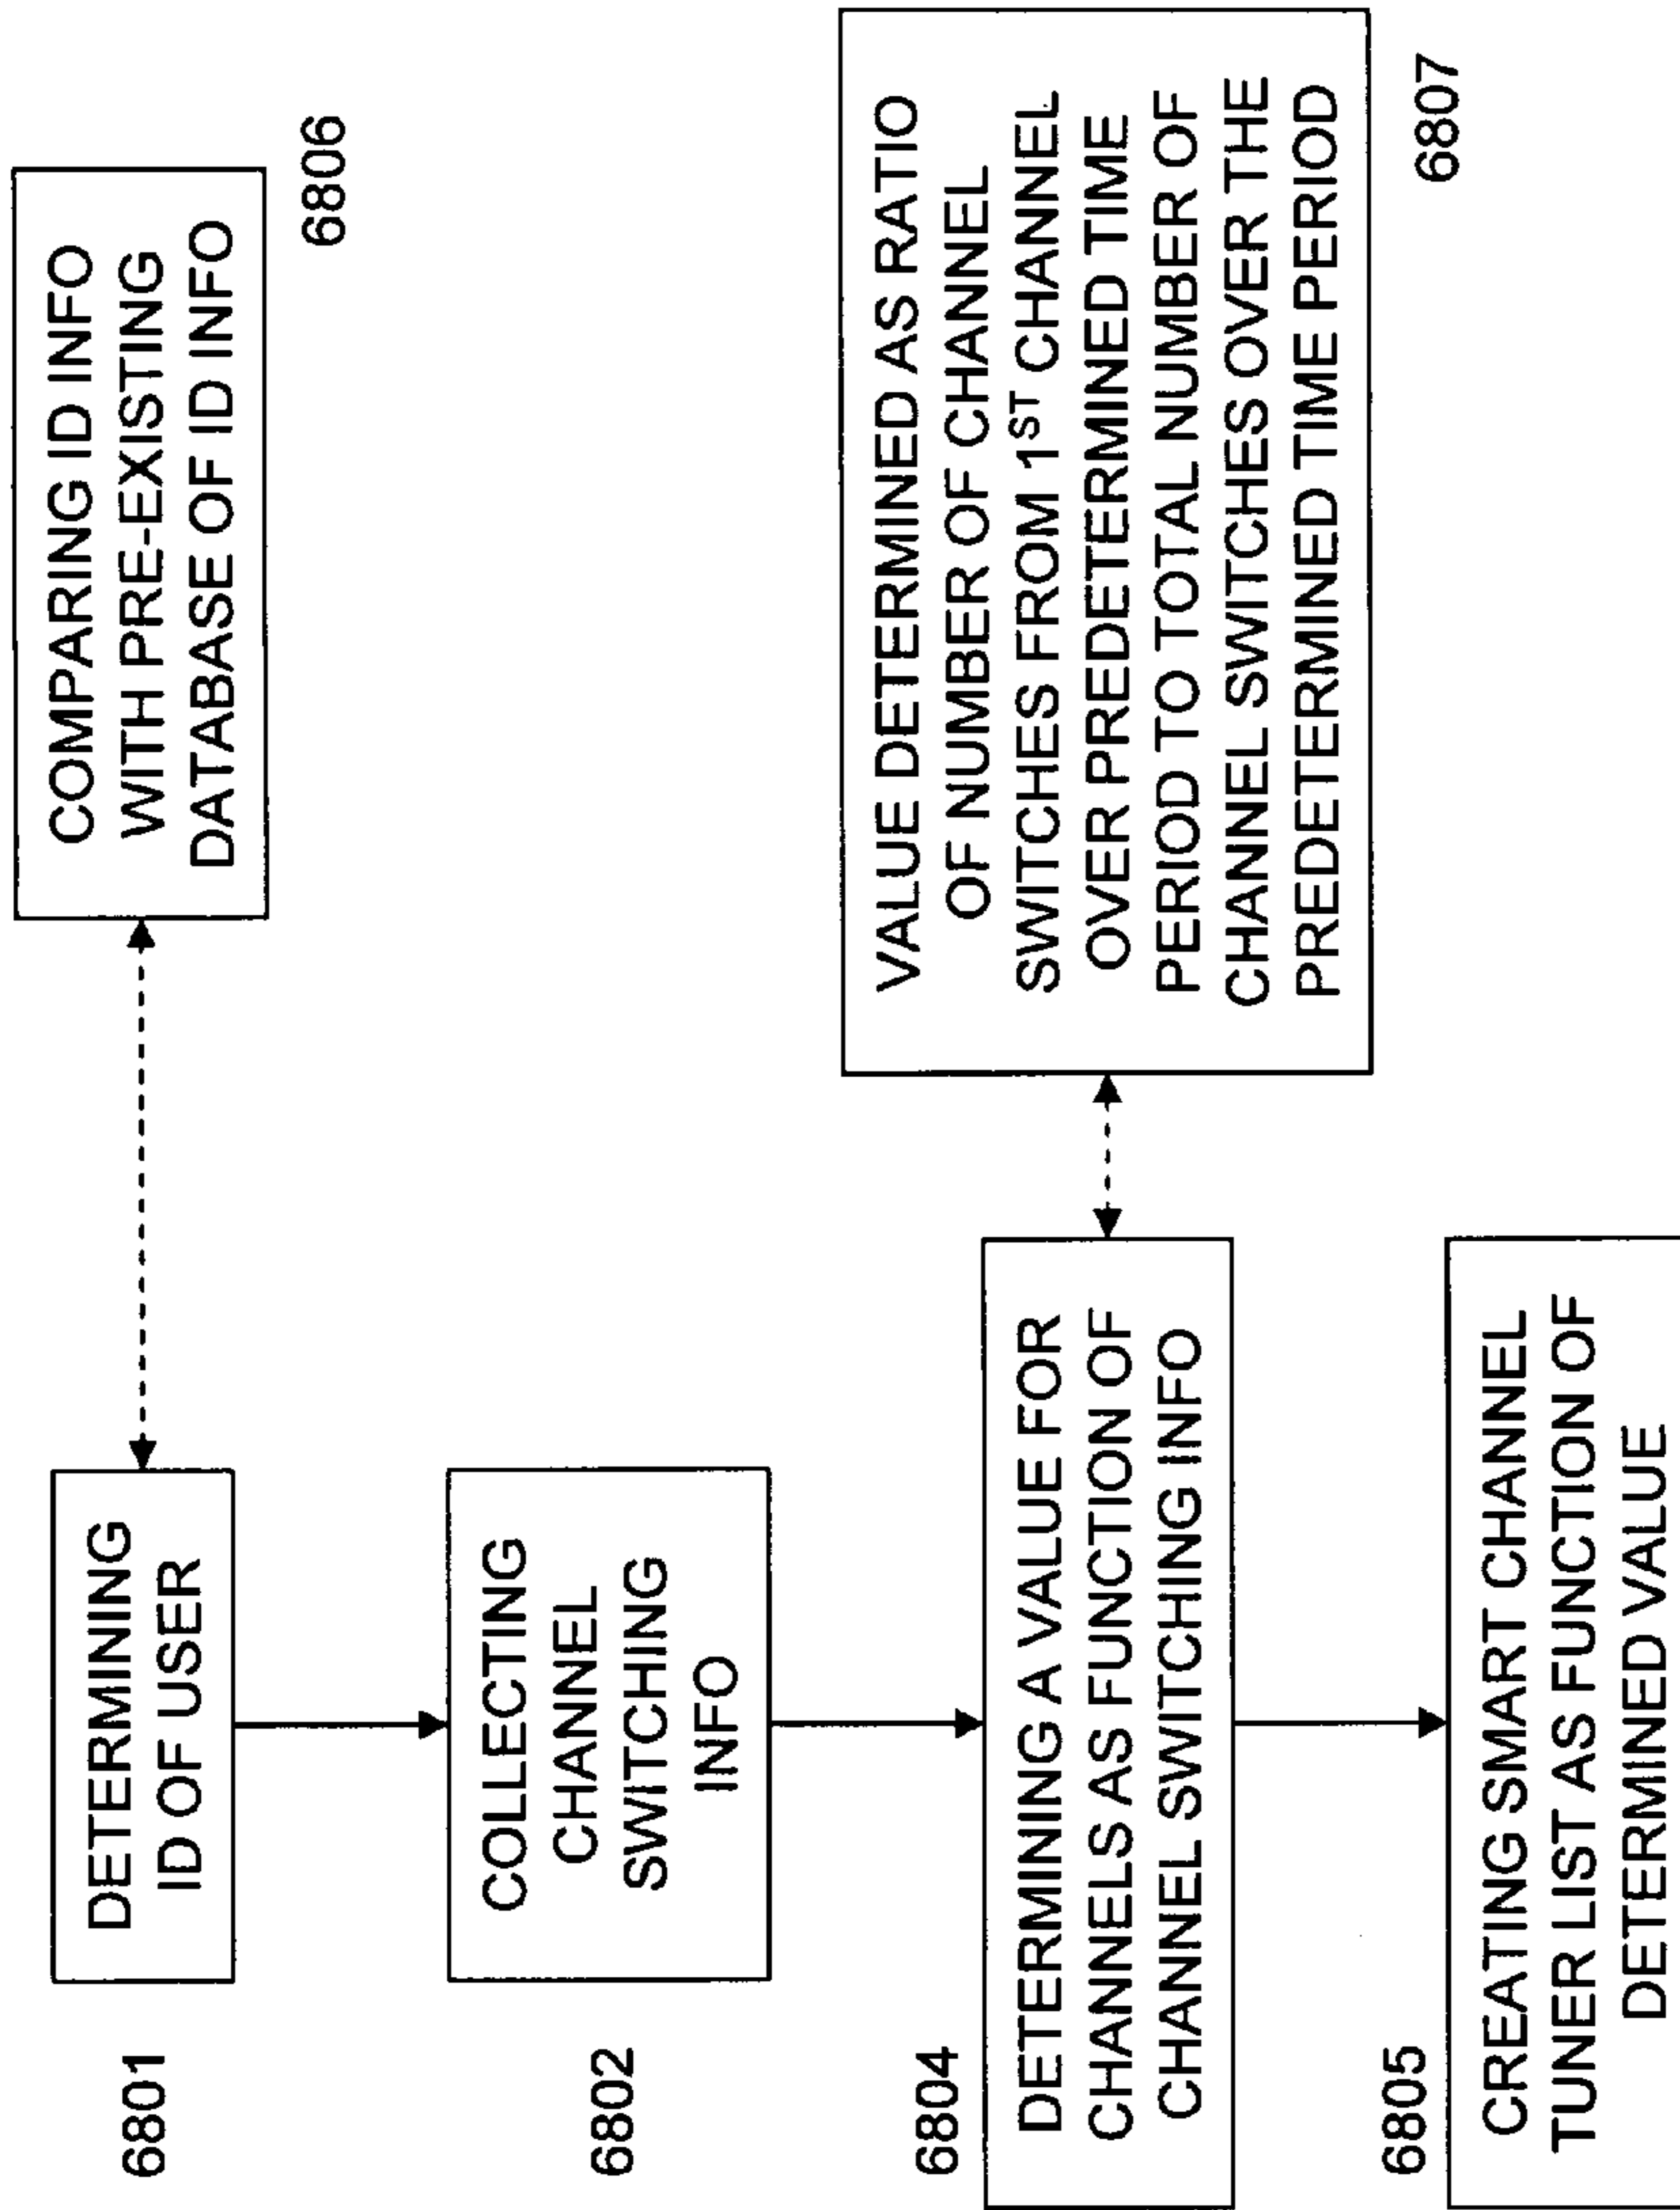 6801
DETERMINING
ID OF USER
COMPARING ID INFO
WITH PRE-EXISTING
DATABASE OF ID INFO
6806
6802
COLLECTING
CHANNEL
SWITCHING
INFO
6804
DETERMINING A VALUE FOR
CHANNELS AS FUNCTION OF
CHANNEL SWITCHING INFO
VALUE DETERMINED AS RATIO
OF NUMBER OF CHANNEL
SWITCHES FROM 1ST CHANNEL
OVER PREDETERMINED TIME
PERIOD TO TOTAL NUMBER OF
CHANNEL SWITCHES OVER THE
PREDETERMINED TIME PERIOD
6807
6805
CREATING SMART CHANNEL
TUNER LIST AS FUNCTION OF
DETERMINED VALUE